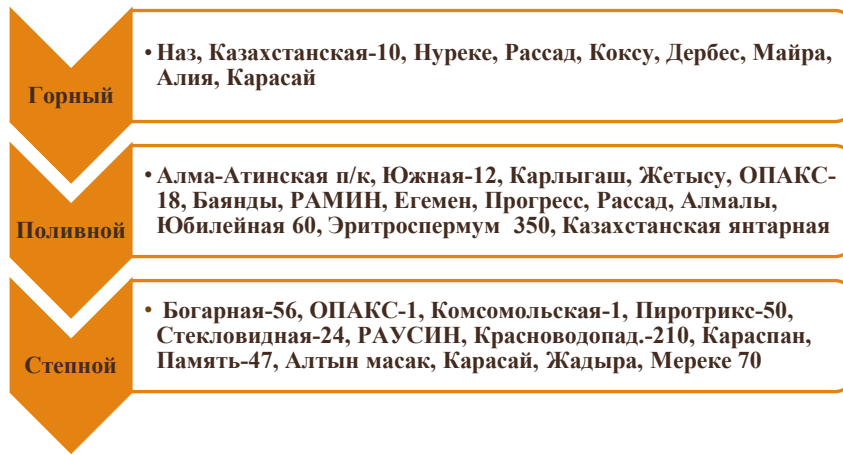 Горный
• Наз, Казахстанская-10, Нуреке, Рассад, Коксу, Дербес, Майра,
Алия, Карасай
Поливной
• Алма-Атинская п/к, Южная-12, Карлыгаш, Жетысу, ОПАКС-
18, Баянды, РАМИН, Егемен, Прогресс, Рассад, Алмалы,
Юбилейная 60, Эритроспермум 350, Казахстанская янтарная
Степной
• Богарная-56, ОПАКС-1, Комсомольская-1, Пиротрикс-50,
Стекловидная-24, РАУСИН, Красноводопад.-210, Караспан,
Память-47, Алтын масак, Карасай, Жадыра, Мереке 70